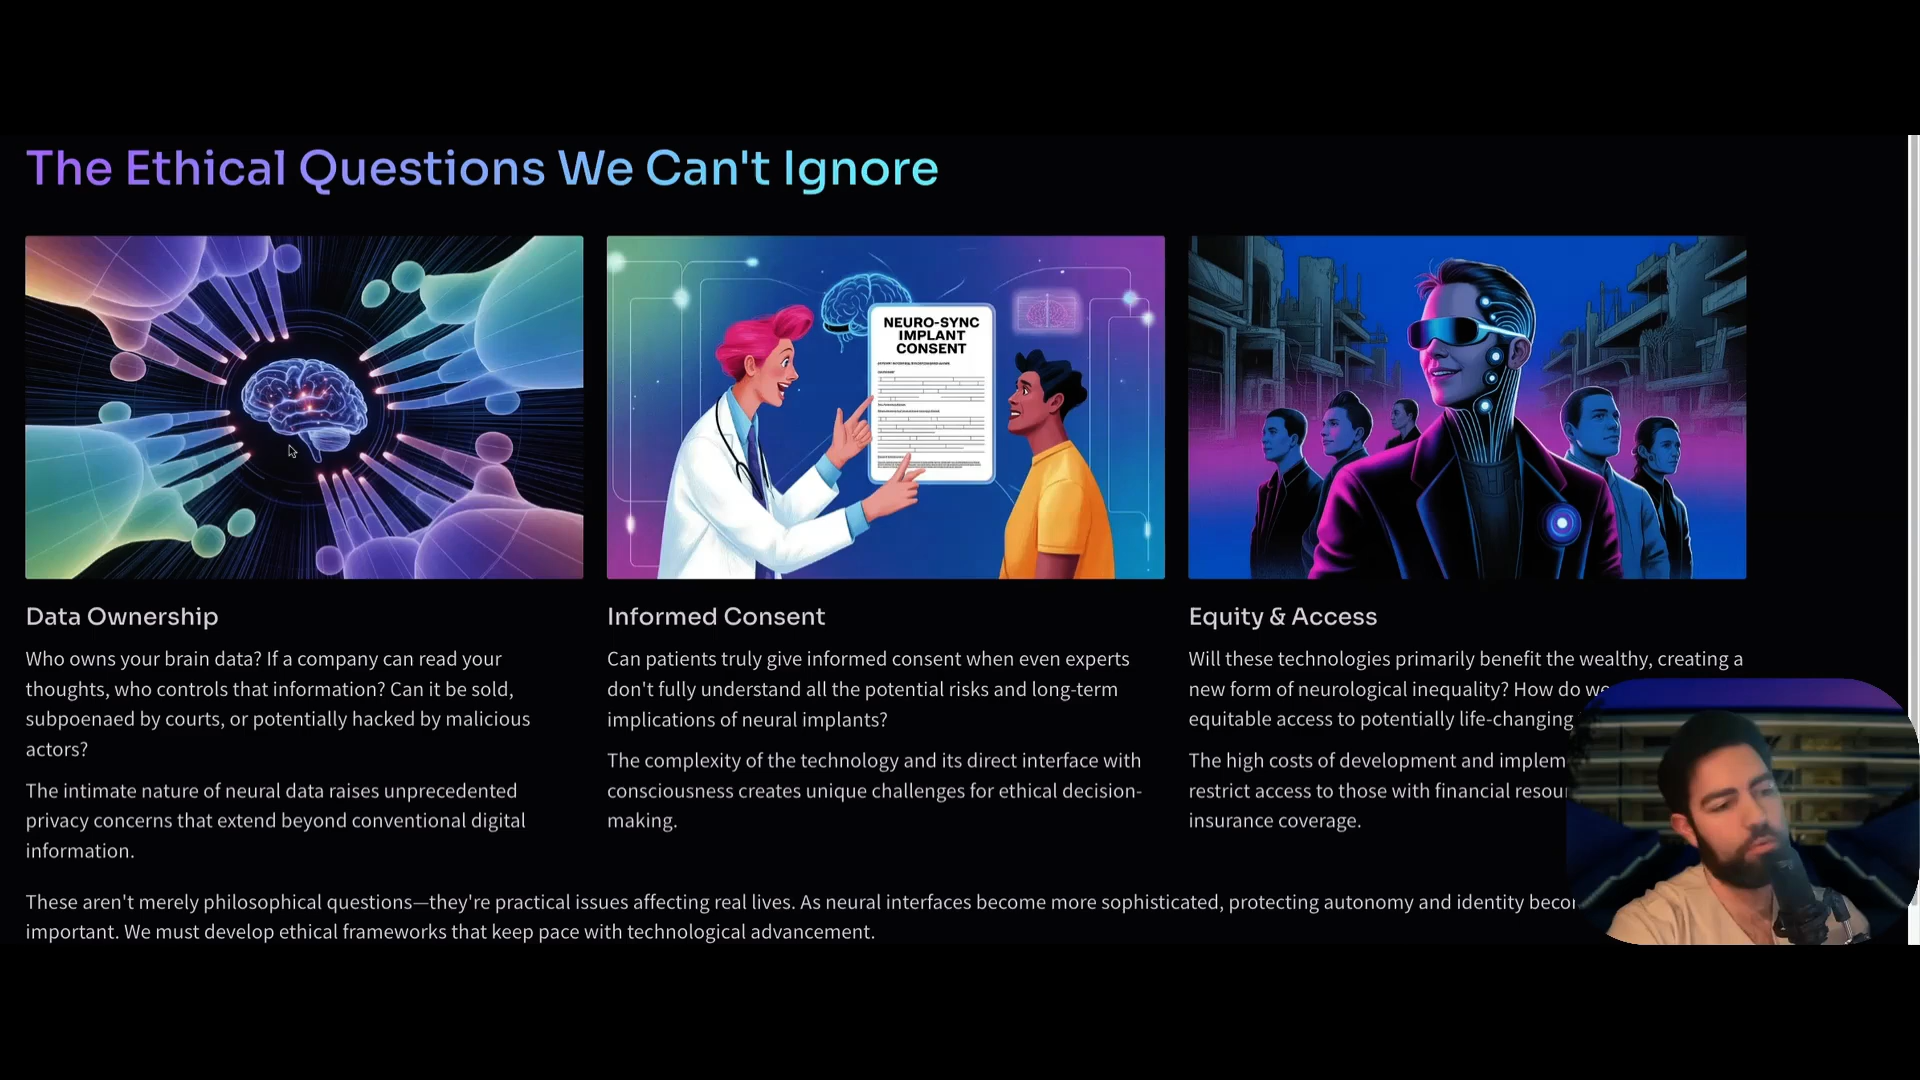 The Ethical Questions We Can't Ignore
NEURO-SYNC
IMPLANT
CONSENT
Data Ownership
Who owns your brain data? If a company can read your
thoughts, who controls that information? Can it be sold,
subpoenaed by courts, or potentially hacked by malicious
actors?
The intimate nature of neural data raises unprecedented
privacy concerns that extend beyond conventional digital
information.
Informed Consent
Can patients truly give informed consent when even experts
don't fully understand all the potential risks and long-term
implications of neural implants?
The complexity of the technology and its direct interface with
consciousness creates unique challenges for ethical decision-
making.
Equity & Access
Will these technologies primarily benefit the wealthy, creating a
new form of neurological inequality? How do we
equitable access to potentially life-changing
The high costs of development and implem
restrict access to those with financial resour
insurance coverage.
These aren't merely philosophical questions—they're practical issues affecting real lives. As neural interfaces become more sophisticated, protecting autonomy and identity becor
important. We must develop ethical frameworks that keep pace with technological advancement.